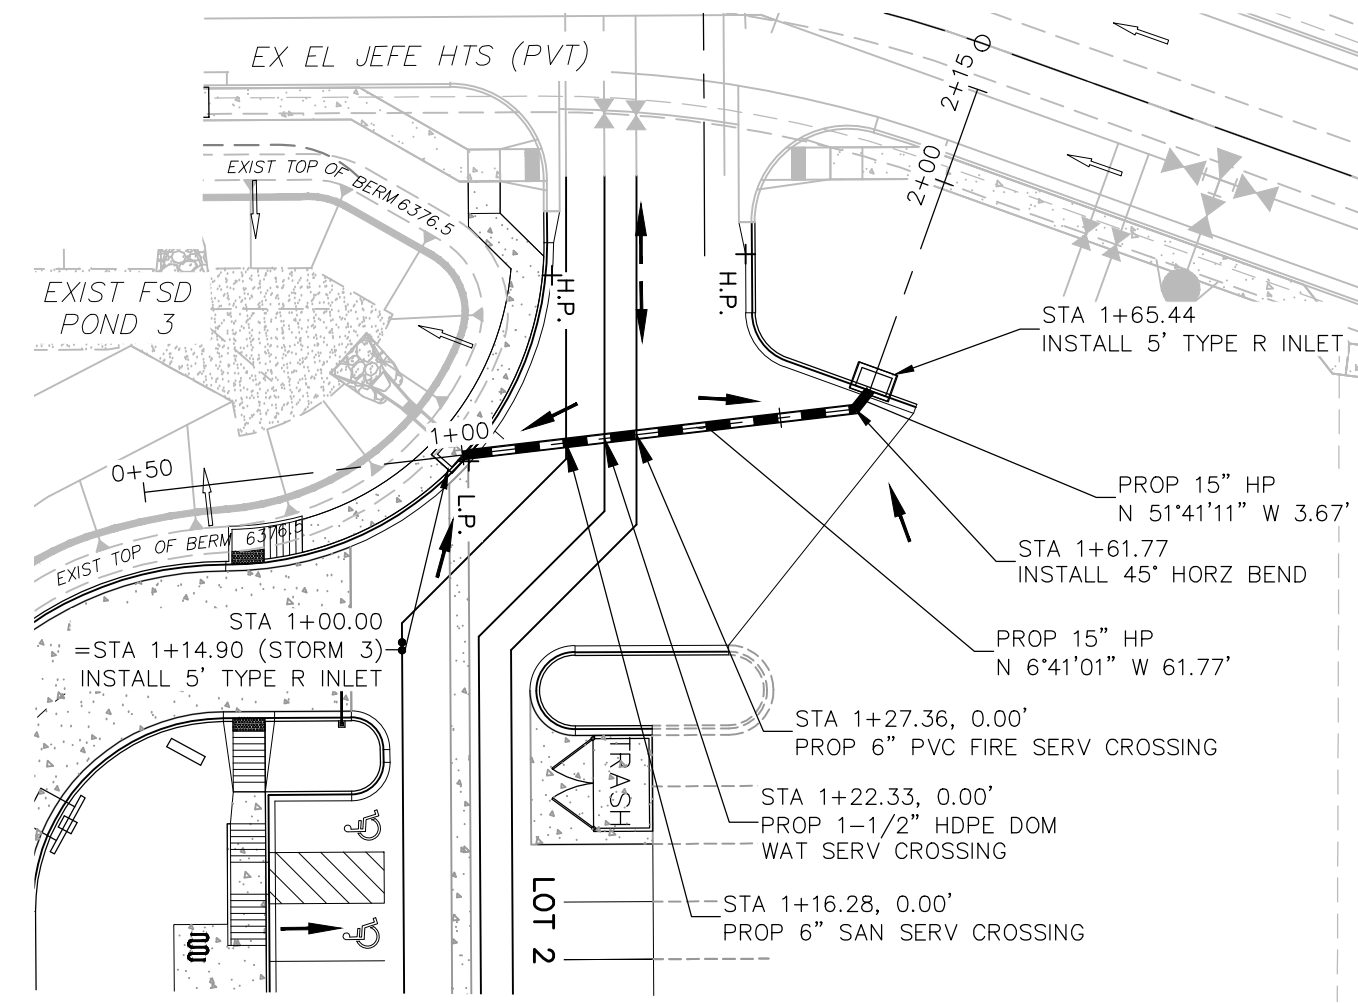 EX EL JEFE HTS (PVT)
2+15
2+00
EXIST TOP OF BERM 6376.5
EXIST FSD
POND 3
H.P.
H.P.
STA 1+65.44
INSTALL 5' TYPE R INLET
1+00
0+50
L.P.
PROP 15" HP
N 51°41'11" W 3.67'
STA 1+61.77
INSTALL 45° HORZ BEND
EXIST TOP OF BERM 6376.5
STA 1+00.00
=STA 1+14.90 (STORM 3)
INSTALL 5' TYPE R INLET
PROP 15" HP
N 6°41'01" W 61.77'
STA 1+27.36, 0.00'
PROP 6" PVC FIRE SERV CROSSING
TRASH
STA 1+22.33, 0.00'
PROP 1-1/2" HDPE DOM
WAT SERV CROSSING
LOT 2
STA 1+16.28, 0.00'
PROP 6" SAN SERV CROSSING